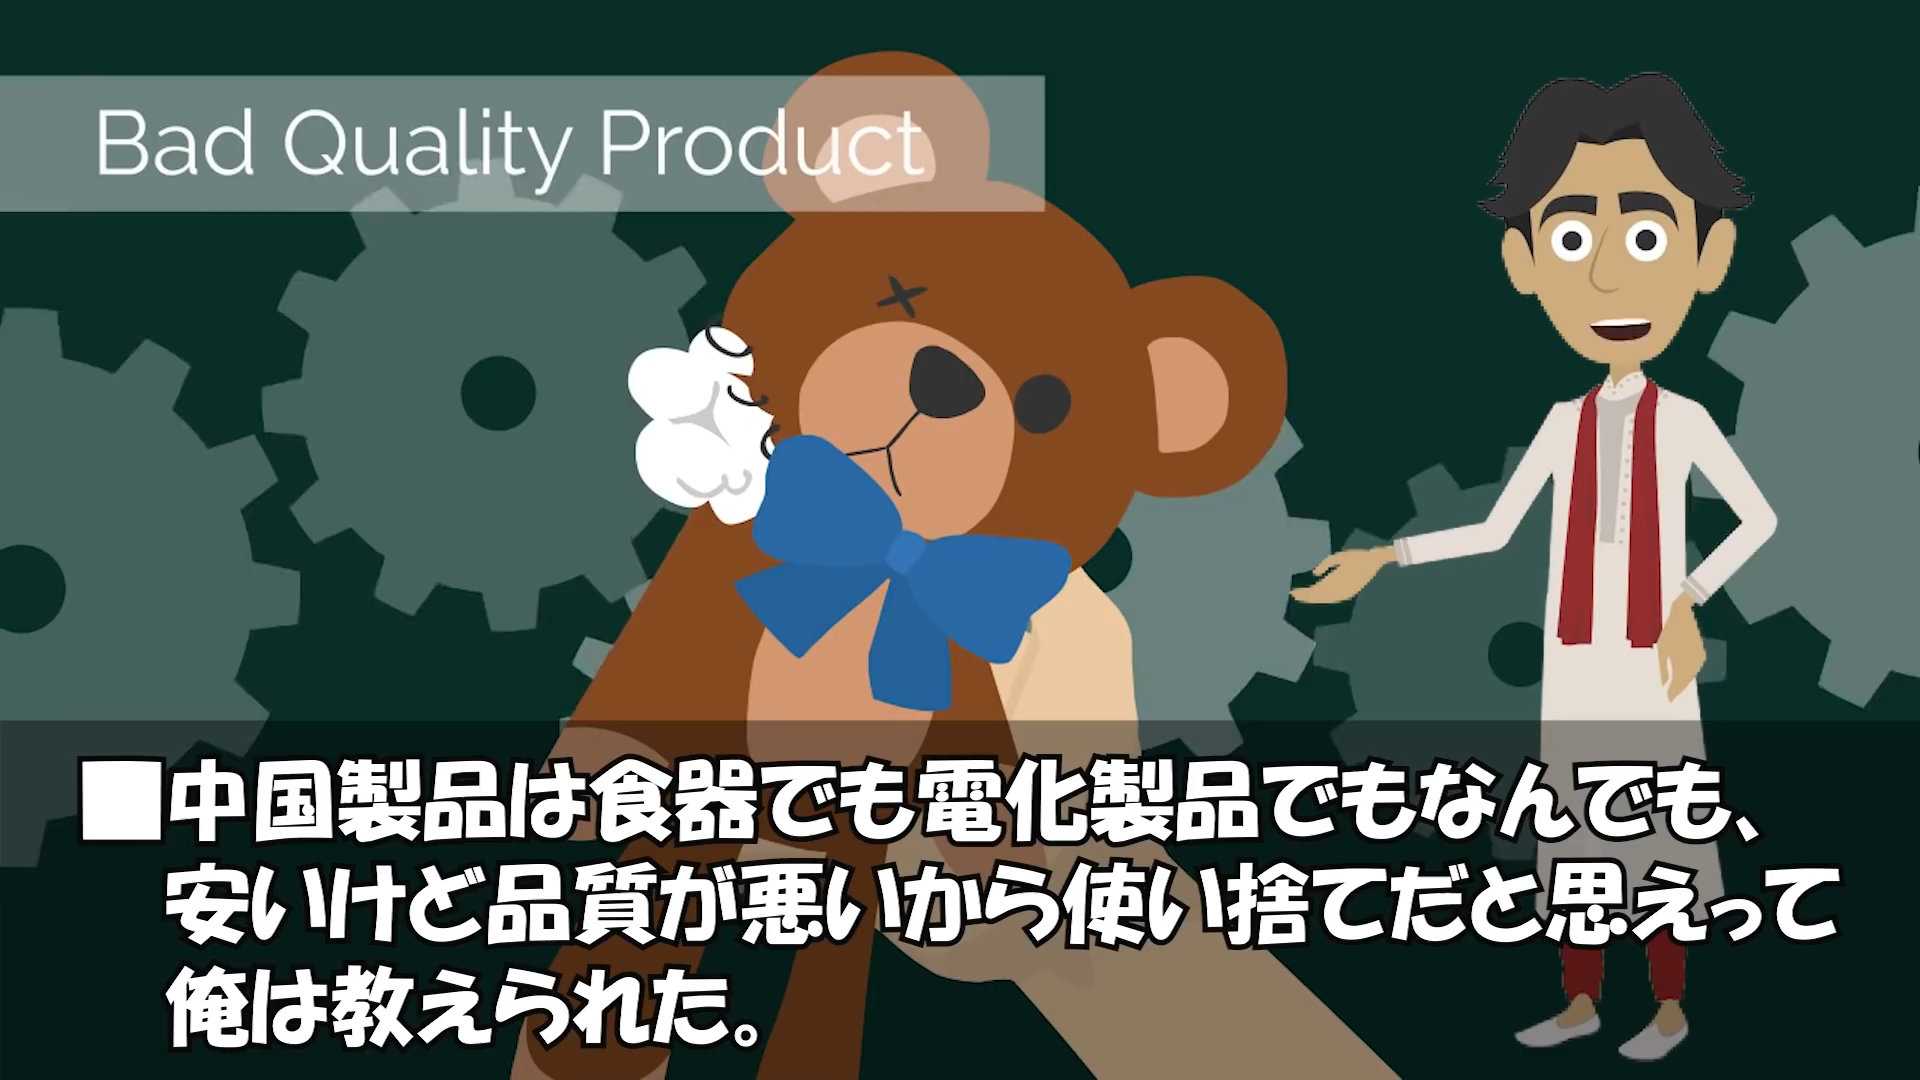 Bad Quality Product
■中国製品は食器でも電化製品でもなんでも、
安いけど品質が悪いから使い捨てだと思えって
俺は教えられた。